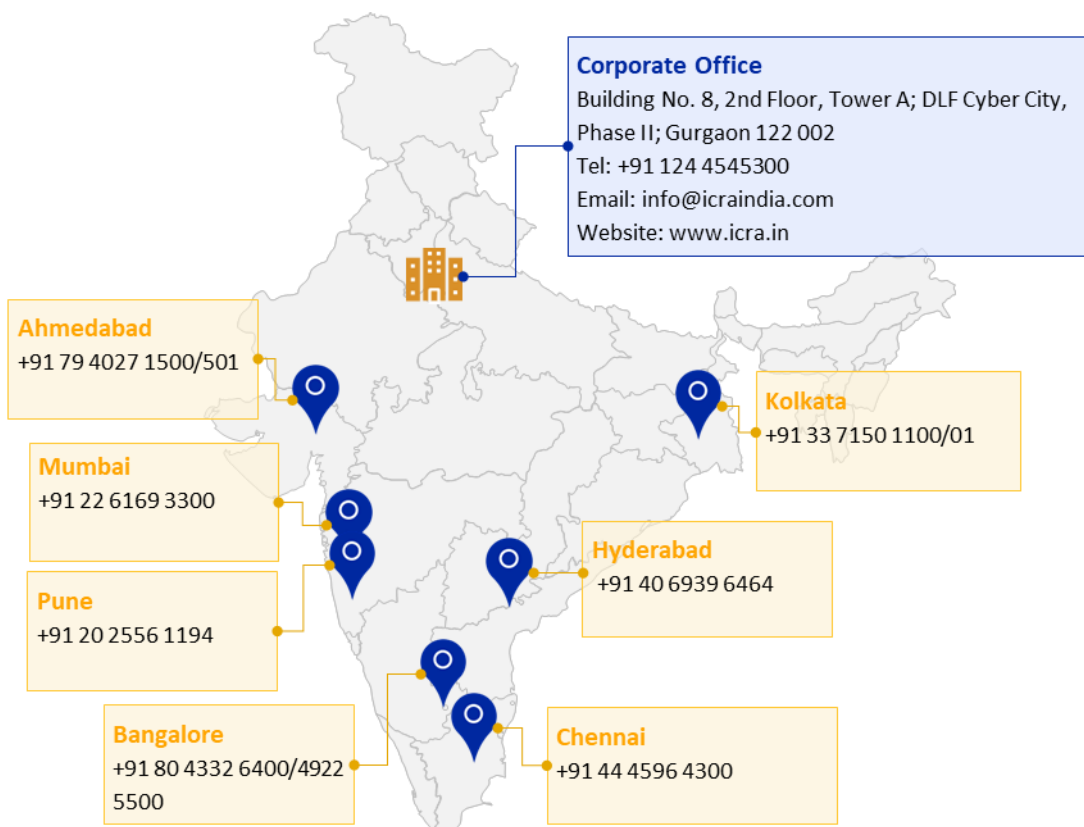 Corporate Office
Building No. 8, 2nd Floor, Tower A; DLF Cyber City,
Phase II; Gurgaon 122 002
Tel: +91 124 4545300
Email: info@icraindia.com
Website: www.icra.in
Ahmedabad
+91 79 4027 1500/501
Kolkata
+91 33 7150 1100/01
Mumbai
+91 22 6169 3300
Hyderabad
+91 40 6939 6464
Pune
+91 20 2556 1194
Bangalore
+91 80 4332 6400/4922
5500
Chennai
+91 44 4596 4300